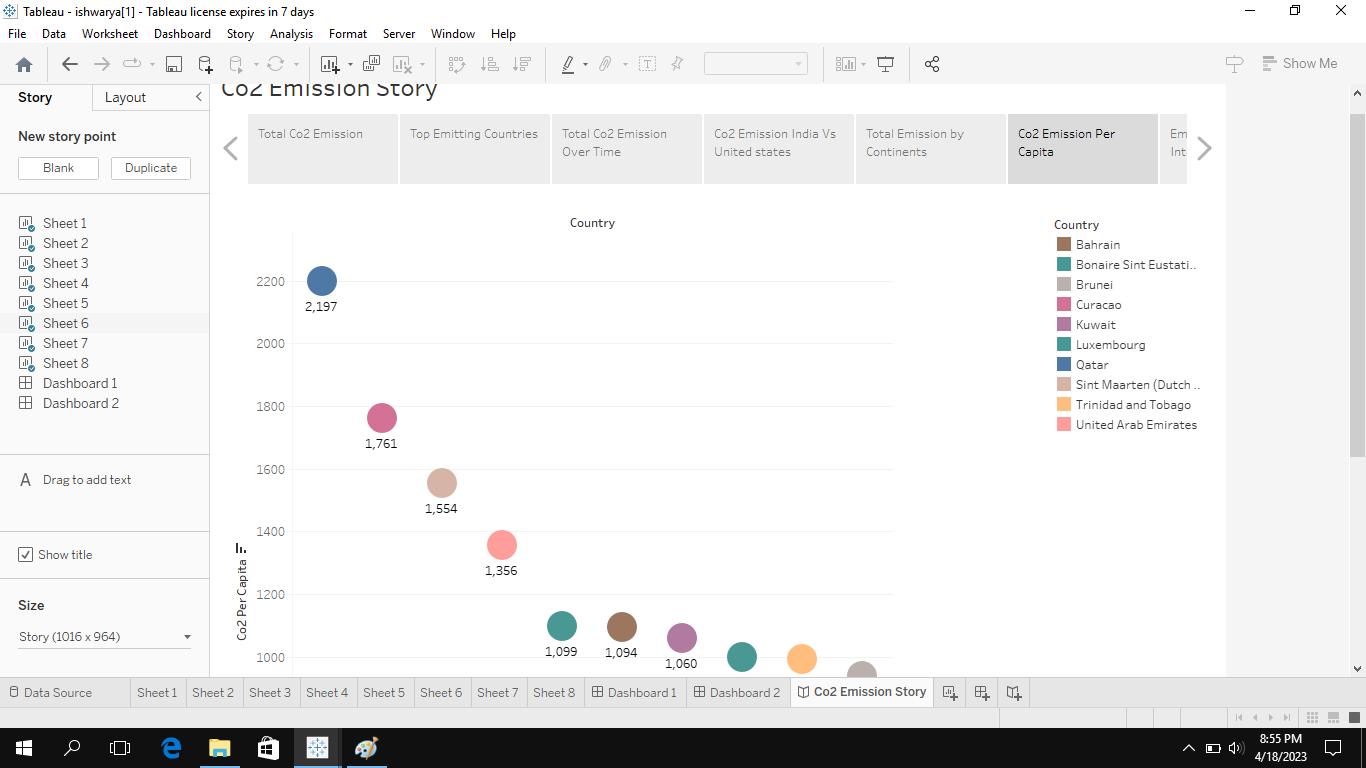 Tableau - ishwarya[1] - Tableau license expires in 7 days
File Data Worksheet Dashboard Story Analysis Format Server Window Help
Show Me
Story Layout
Co2 Emission Story
New story point
Blank Duplicate
Total Co2 Emission
Top Emitting Countries
Total Co2 Emission
Over Time
Co2 Emission India Vs
United states
Total Emission by
Continents
Co2 Emission Per
Capita
Em
Int
Sheet 1
Sheet 2
Sheet 3
Sheet 4
Sheet 5
Sheet 6
Sheet 7
Sheet 8
Dashboard 1
Dashboard 2
A Drag to add text
Show title
Size
Story (1016 x 964)
Country
2200
2000
1800
1600
1400
1200
1000
Co2 Per Capita
2,197
1,761
1,554
1,356
1,099
1,094
1,060
Country
Bahrain
Bonaire Sint Eustati..
Brunei
Curacao
Kuwait
Luxembourg
Qatar
Sint Maarten (Dutch ..
Trinidad and Tobago
United Arab Emirates
Data Source Sheet 1 Sheet 2 Sheet 3 Sheet 4 Sheet 5 Sheet 6 Sheet 7 Sheet 8 Dashboard 1 Dashboard 2 Co2 Emission Story
8:55 PM
4/18/2023